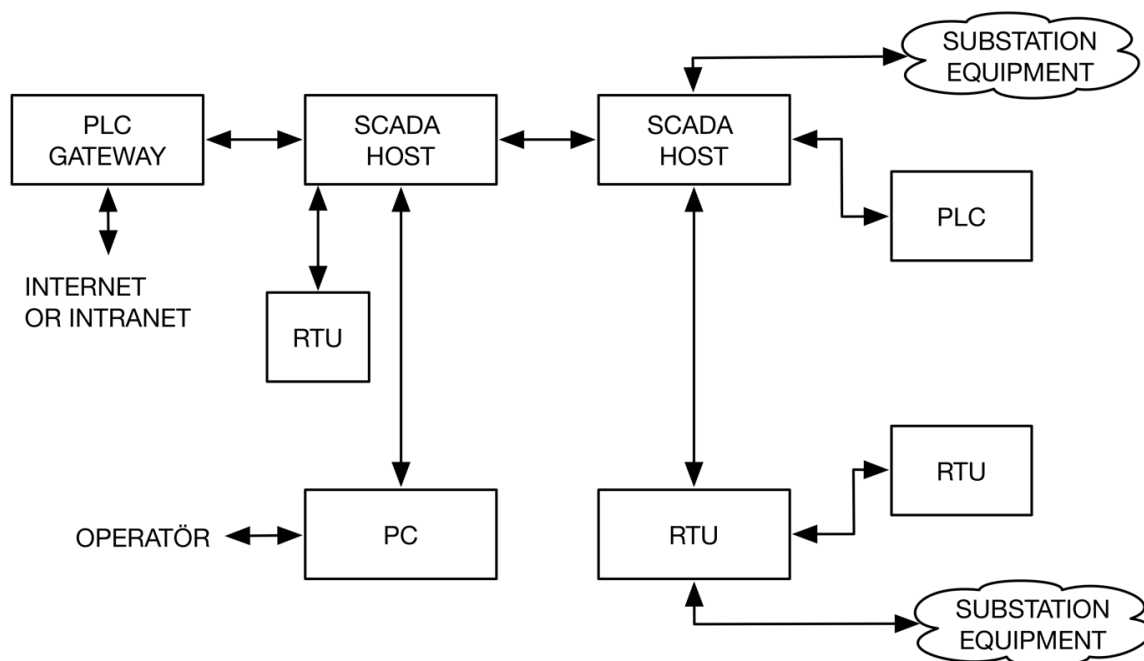 SUBSTATION
EQUIPMENT
PLC
GATEWAY
SCADA
HOST
SCADA
HOST
PLC
INTERNET
OR INTRANET
RTU
RTU
OPERATÖR
PC
RTU
SUBSTATION
EQUIPMENT